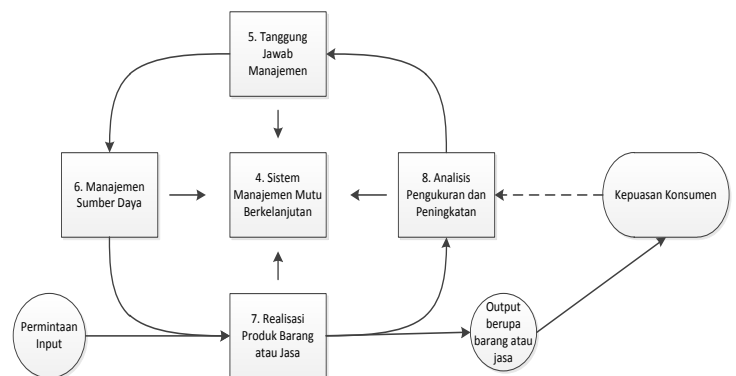 5. Tanggung
Jawab
Manajemen
6. Manajemen
Sumber Daya
4. Sistem
Manajemen Mutu
Berkelanjutan
8. Analisis
Pengukuran dan
Peningkatan
Kepuasan Konsumen
Permintaan
Input
7. Realisasi
Produk Barang
atau Jasa
Output
berupa
barang atau
jasa